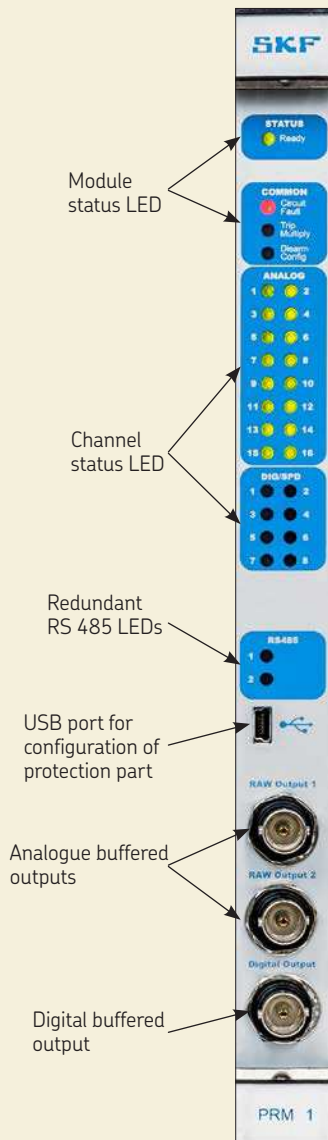 SKF
STATUS
Ready
Module
status LED
COMMON
Circuit
Fault
Trip
Multiply
Disarm
Config
ANALOG
1 2
3 4
5 6
7 8
9 10
11 12
13 14
15 16
Channel
status LED
DIG/SPD
1 2
3 4
5 6
7 8
Redundant
RS 485 LEDs
RS485
1
2
USB port for
configuration of
protection part
RAW Output 1
Analogue buffered
outputs
RAW Output 2
Digital Output
Digital buffered
output
PRM 1